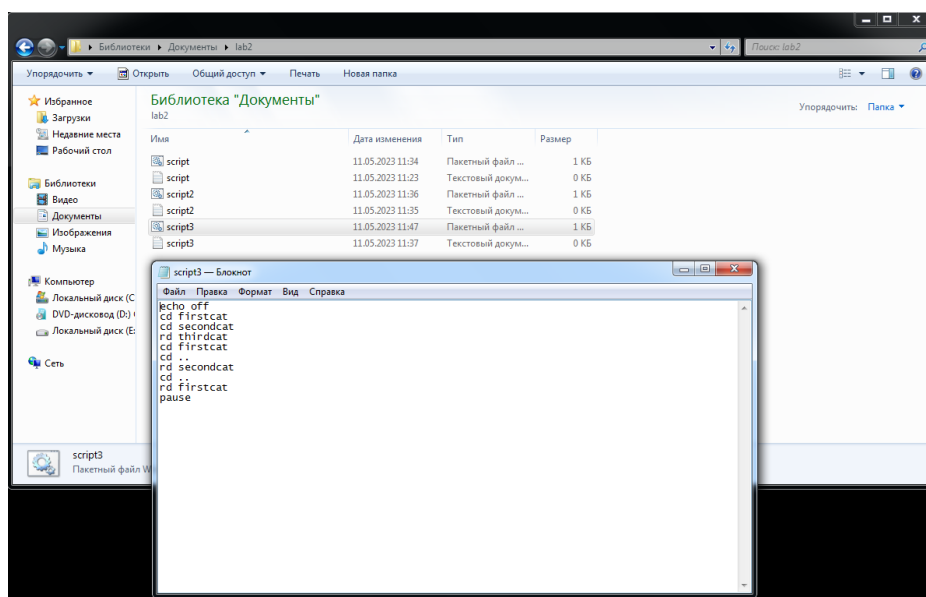 Библиотеки ▸ Документы ▸ lab2
Поиск: lab2
Упорядочить ▼ Открыть Общий доступ ▼ Печать Новая папка
Избранное
Загрузки
Недавние места
Рабочий стол
Библиотеки
Видео
Документы
Изображения
Музыка
Компьютер
Локальный диск (C
DVD-дисковод (D:)
Локальный диск (E:
Сеть
Библиотека "Документы"
lab2
Упорядочить: Папка ▼
Имя Дата изменения Тип Размер
script 11.05.2023 11:34 Пакетный файл ... 1 КБ
script 11.05.2023 11:23 Текстовый докум... 0 КБ
script2 11.05.2023 11:36 Пакетный файл ... 1 КБ
script2 11.05.2023 11:35 Текстовый докум... 0 КБ
script3 11.05.2023 11:47 Пакетный файл ... 1 КБ
script3 11.05.2023 11:37 Текстовый докум... 0 КБ
script3 — Блокнот
Файл Правка Формат Вид Справка
echo off
cd firstcat
cd secondcat
rd thirdcat
cd firstcat
cd ..
rd secondcat
cd ..
rd firstcat
pause
script3
Пакетный файл W